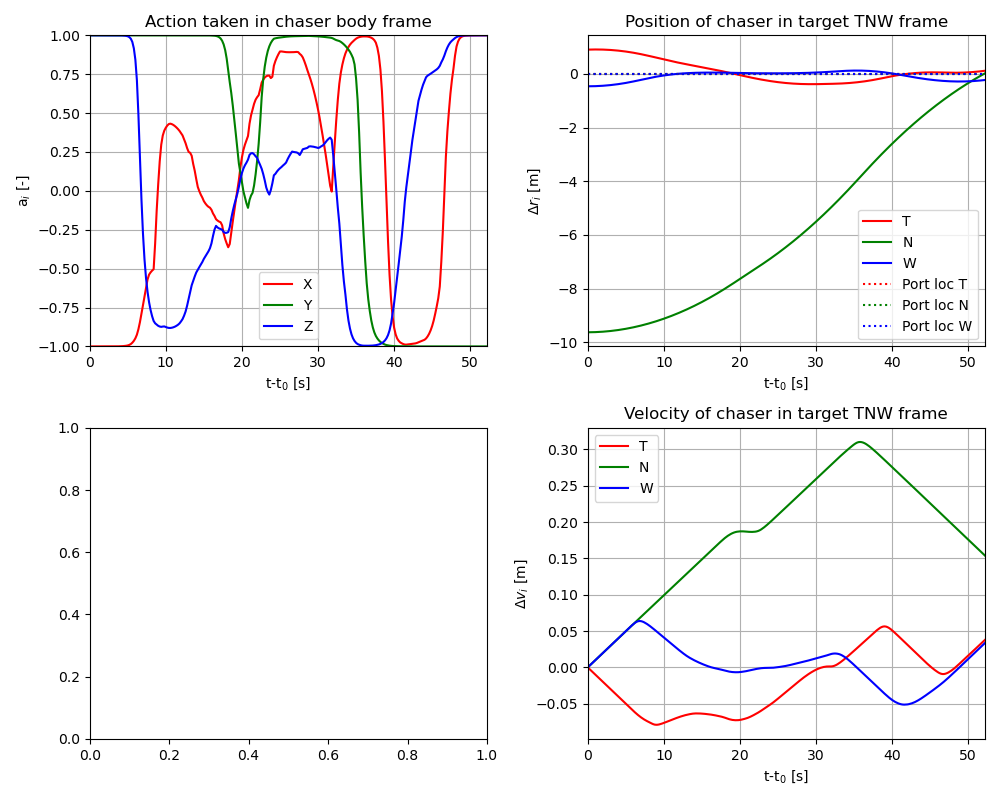 Action taken in chaser body frame
1.00
0.75
0.50
0.25
0.00
−0.25
−0.50
−0.75
−1.00
aᵢ [-]
X
Y
Z
0 10 20 30 40 50
t-t₀ [s]
Position of chaser in target TNW frame
0
−2
−4
−6
−8
−10
Δrᵢ [m]
T
N
W
Port loc T
Port loc N
Port loc W
0 10 20 30 40 50
t-t₀ [s]
1.0
0.8
0.6
0.4
0.2
0.0
0.0 0.2 0.4 0.6 0.8 1.0
Velocity of chaser in target TNW frame
0.30
0.25
0.20
0.15
0.10
0.05
0.00
−0.05
Δvᵢ [m]
T
N
W
0 10 20 30 40 50
t-t₀ [s]